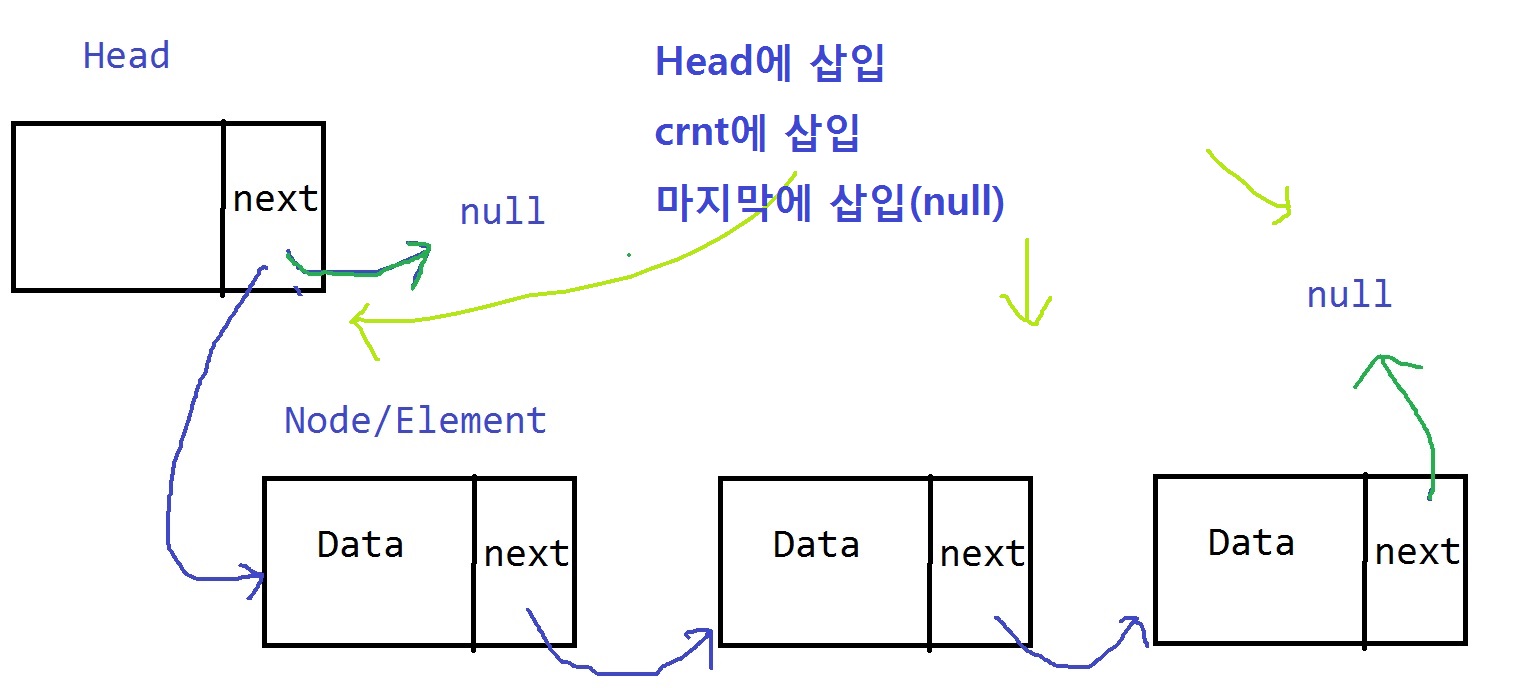 Head
Head에 삽입
crnt에 삽입
마지막에 삽입(null)
next
null
null
Node/Element
Data
next
Data
next
Data
next